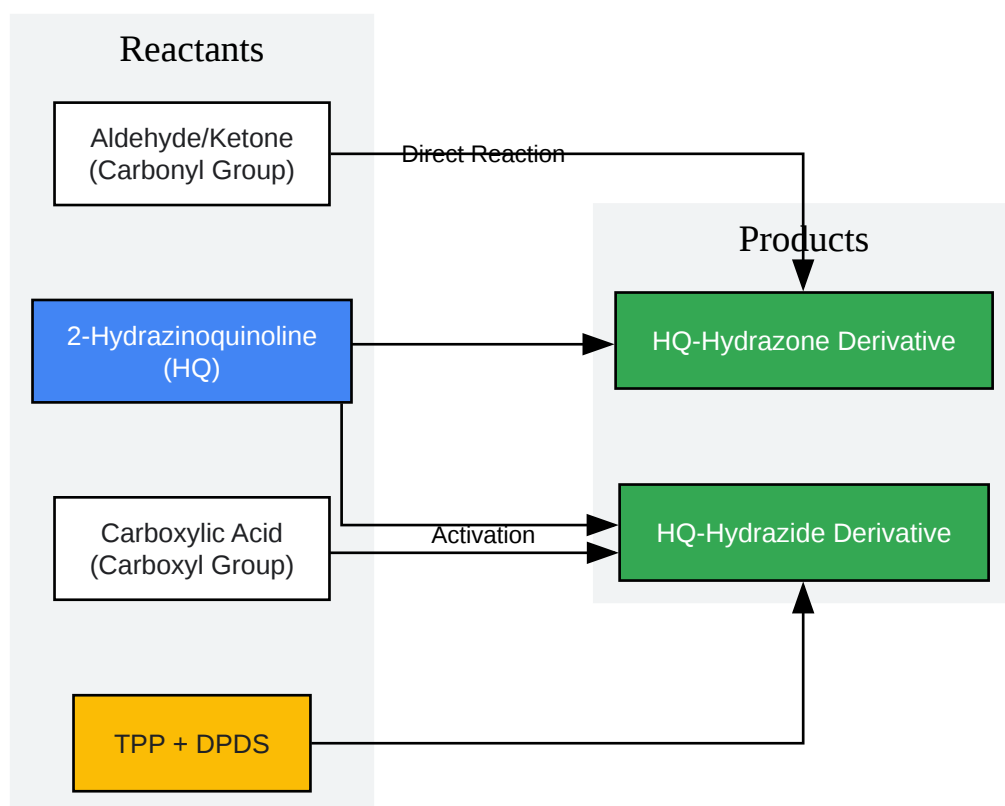 Reactants
Aldehyde/Ketone
(Carbonyl Group)
Direct Reaction
Products
2-Hydrazinoquinoline
(HQ)
HQ-Hydrazone Derivative
Carboxylic Acid
(Carboxyl Group)
Activation
HQ-Hydrazide Derivative
TPP + DPDS